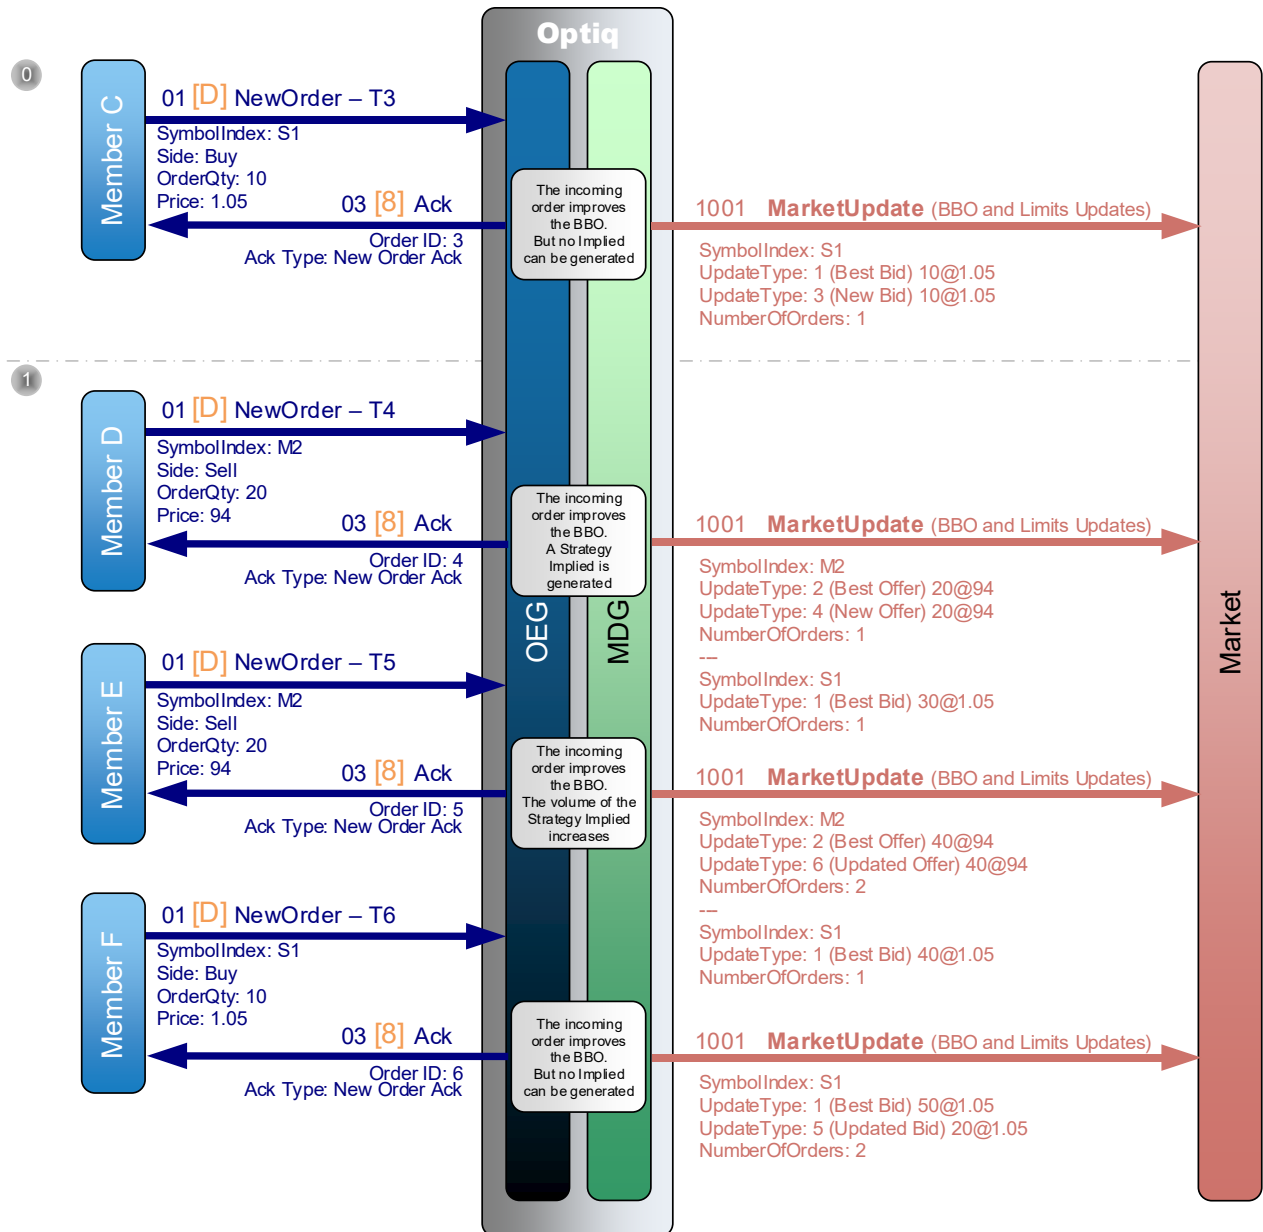 Optiq
0
Member C
01 [D] NewOrder – T3
SymbolIndex: S1
Side: Buy
OrderQty: 10
Price: 1.05
03 [8] Ack
Order ID: 3
Ack Type: New Order Ack
The incoming
order improves
the BBO.
But no Implied
can be generated
1001 MarketUpdate (BBO and Limits Updates)
SymbolIndex: S1
UpdateType: 1 (Best Bid) 10@1.05
UpdateType: 3 (New Bid) 10@1.05
NumberOfOrders: 1
1
Member D
01 [D] NewOrder – T4
SymbolIndex: M2
Side: Sell
OrderQty: 20
Price: 94
03 [8] Ack
Order ID: 4
Ack Type: New Order Ack
The incoming
order improves
the BBO.
A Strategy
Implied is
generated
1001 MarketUpdate (BBO and Limits Updates)
SymbolIndex: M2
UpdateType: 2 (Best Offer) 20@94
UpdateType: 4 (New Offer) 20@94
NumberOfOrders: 1
---
SymbolIndex: S1
UpdateType: 1 (Best Bid) 30@1.05
NumberOfOrders: 1
OEG
MDG
Market
Member E
01 [D] NewOrder – T5
SymbolIndex: M2
Side: Sell
OrderQty: 20
Price: 94
03 [8] Ack
Order ID: 5
Ack Type: New Order Ack
The incoming
order improves
the BBO.
The volume of the
Strategy Implied
increases
1001 MarketUpdate (BBO and Limits Updates)
SymbolIndex: M2
UpdateType: 2 (Best Offer) 40@94
UpdateType: 6 (Updated Offer) 40@94
NumberOfOrders: 2
---
SymbolIndex: S1
UpdateType: 1 (Best Bid) 40@1.05
NumberOfOrders: 1
Member F
01 [D] NewOrder – T6
SymbolIndex: S1
Side: Buy
OrderQty: 10
Price: 1.05
03 [8] Ack
Order ID: 6
Ack Type: New Order Ack
The incoming
order improves
the BBO.
But no Implied
can be generated
1001 MarketUpdate (BBO and Limits Updates)
SymbolIndex: S1
UpdateType: 1 (Best Bid) 50@1.05
UpdateType: 5 (Updated Bid) 20@1.05
NumberOfOrders: 2